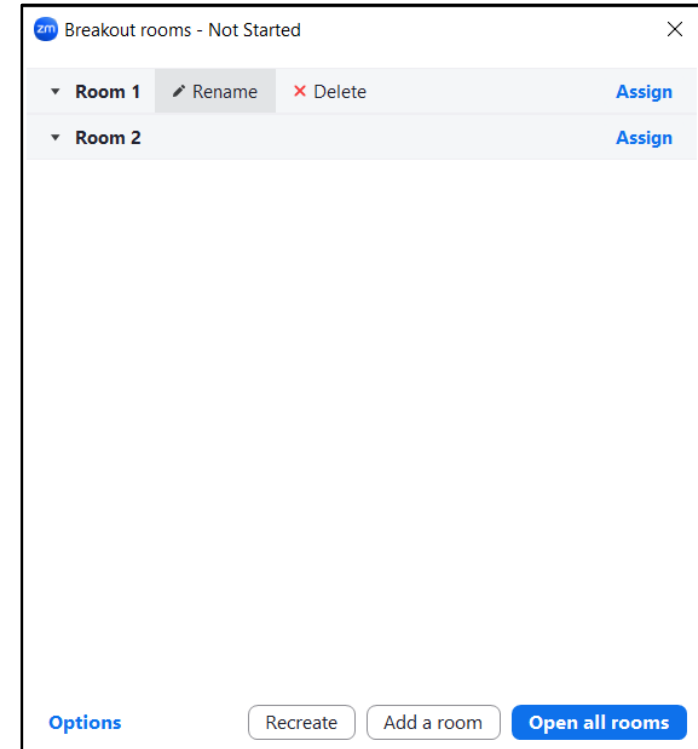 zm Breakout rooms - Not Started
Room 1 Rename Delete Assign
Room 2 Assign
Options Recreate Add a room Open all rooms